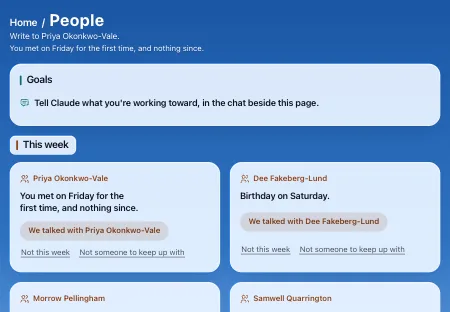 Home / People
Write to Priya Okonkwo-Vale.
You met on Friday for the first time, and nothing since.
Goals
Tell Claude what you're working toward, in the chat beside this page.
This week
Priya Okonkwo-Vale
You met on Friday for the
first time, and nothing since.
We talked with Priya Okonkwo-Vale
Not this week Not someone to keep up with
Dee Fakeberg-Lund
Birthday on Saturday.
We talked with Dee Fakeberg-Lund
Not this week Not someone to keep up with
Morrow Pellingham
Samwell Quarrington